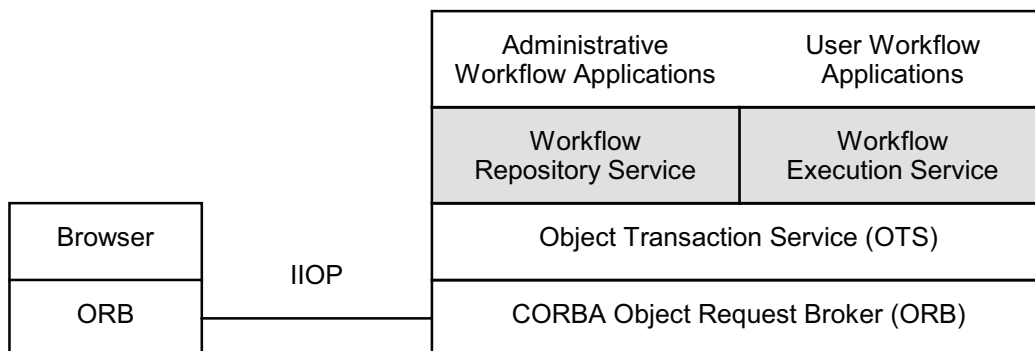 Administrative
Workflow Applications
User Workflow
Applications
Workflow
Repository Service
Workflow
Execution Service
Browser
Object Transaction Service (OTS)
IIOP
ORB
CORBA Object Request Broker (ORB)